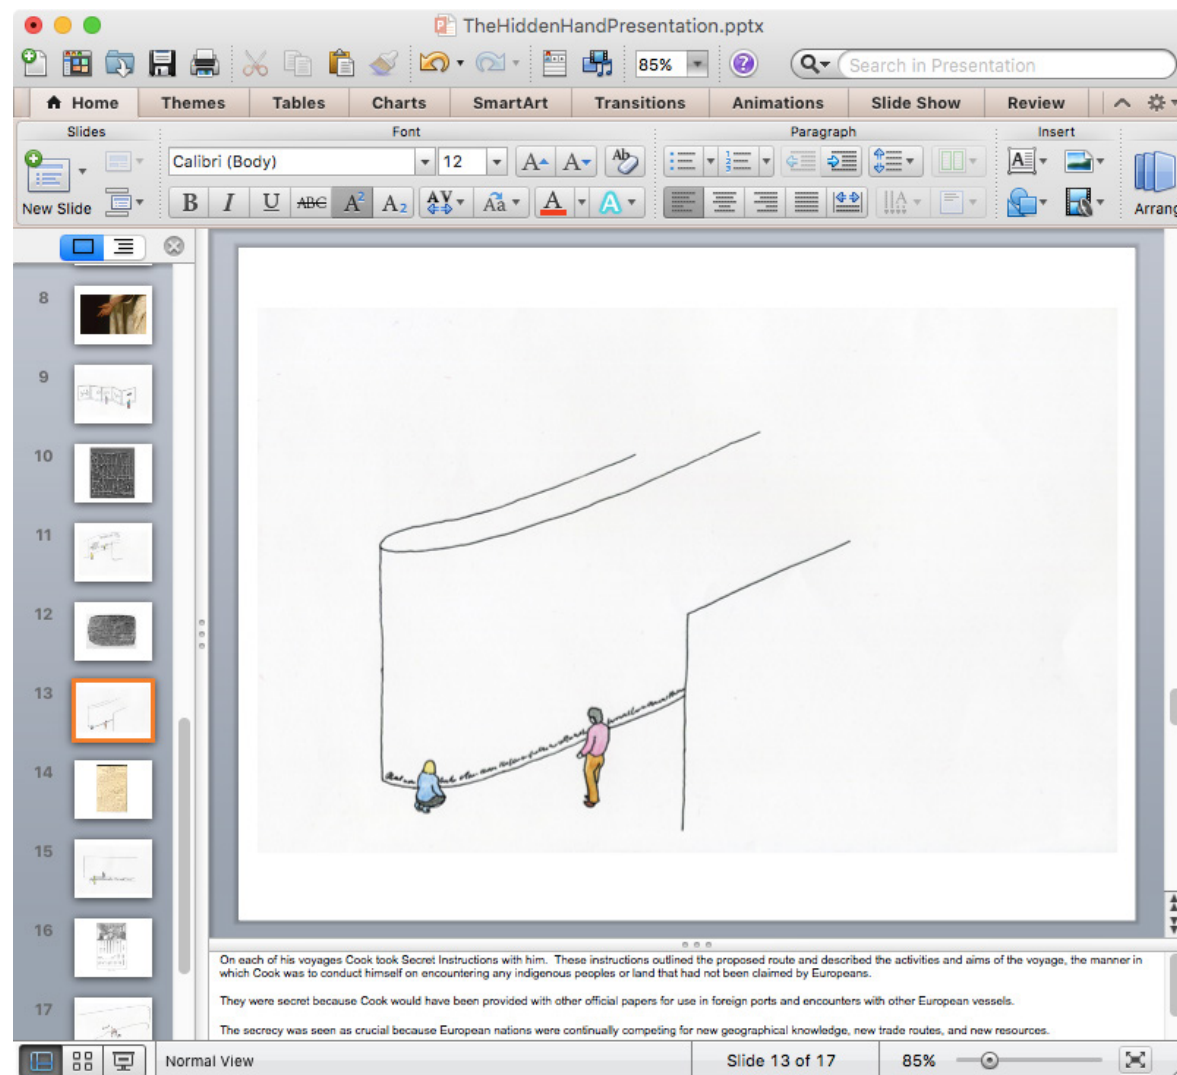 TheHiddenHandPresentation.pptx
85%
Search in Presentation
Home Themes Tables Charts SmartArt Transitions Animations Slide Show Review
Slides Font Paragraph Insert
Calibri (Body) 12 A A Ab
New Slide B I U ABC A² A₂ AV Aa A A A A Arrang
8
9
10
11
12
13
14
15
16
17
On each of his voyages Cook took Secret Instructions with him. These instructions outlined the proposed route and described the activities and aims of the voyage, the manner in
which Cook was to conduct himself on encountering any indigenous peoples or land that had not been claimed by Europeans.
They were secret because Cook would have been provided with other official papers for use in foreign ports and encounters with other European vessels.
The secrecy was seen as crucial because European nations were continually competing for new geographical knowledge, new trade routes, and new resources.
Normal View Slide 13 of 17 85%